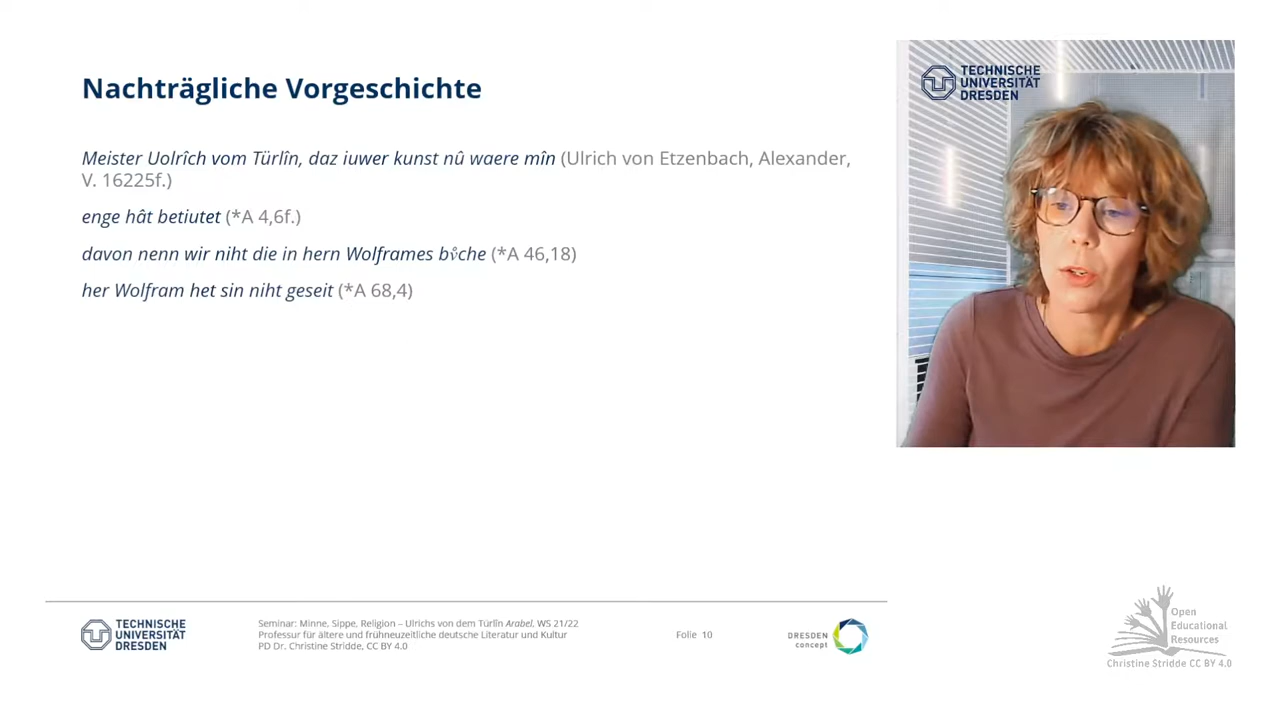 Nachträgliche Vorgeschichte
Meister Uolrîch vom Türlîn, daz iuwer kunst nû waere mîn (Ulrich von Etzenbach, Alexander,
V. 16225f.)
enge hât betiutet (*A 4,6f.)
davon nenn wir niht die in hern Wolframes bv̊che (*A 46,18)
her Wolfram het sin niht geseit (*A 68,4)
TECHNISCHE
UNIVERSITÄT
DRESDEN
TECHNISCHE
UNIVERSITÄT
DRESDEN
Seminar: Minne, Sippe, Religion – Ulrichs von dem Türlîn Arabel, WS 21/22
Professur für ältere und frühneuzeitliche deutsche Literatur und Kultur
PD Dr. Christine Stridde, CC BY 4.0
Folie 10
DRESDEN
concept
Open
Educational
Resources
Christine Stridde CC BY 4.0